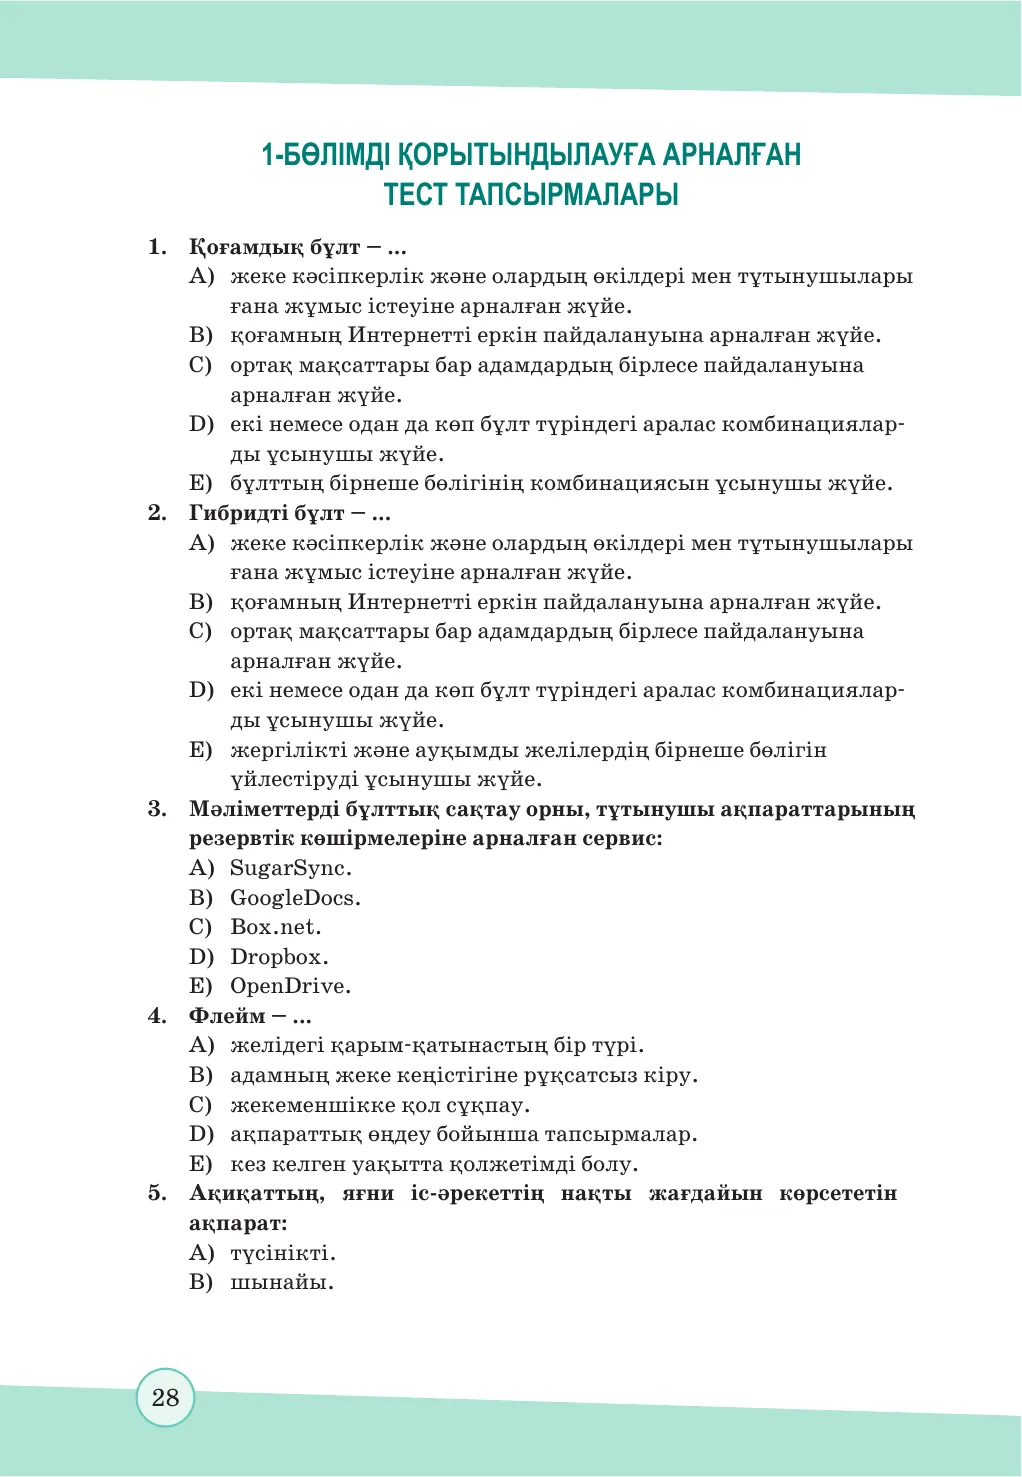 1-БӨЛІМДІ ҚОРЫТЫНДЫЛАУҒА АРНАЛҒАН
ТЕСТ ТАПСЫРМАЛАРЫ
1. Қоғамдық бұлт – ...
A) жеке кәсіпкерлік және олардың өкілдері мен тұтынушылары
ғана жұмыс істеуіне арналған жүйе.
B) қоғамның Интернетті еркін пайдалануына арналған жүйе.
C) ортақ мақсаттары бар адамдардың бірлесе пайдалануына
арналған жүйе.
D) екі немесе одан да көп бұлт түріндегі аралас комбинациялар-
ды ұсынушы жүйе.
E) бұлттың бірнеше бөлігінің комбинациясын ұсынушы жүйе.
2. Гибридті бұлт – ...
A) жеке кәсіпкерлік және олардың өкілдері мен тұтынушылары
ғана жұмыс істеуіне арналған жүйе.
B) қоғамның Интернетті еркін пайдалануына арналған жүйе.
C) ортақ мақсаттары бар адамдардың бірлесе пайдалануына
арналған жүйе.
D) екі немесе одан да көп бұлт түріндегі аралас комбинациялар-
ды ұсынушы жүйе.
E) жергілікті және ауқымды желілердің бірнеше бөлігін
үйлестіруді ұсынушы жүйе.
3. Мәліметтерді бұлттық сақтау орны, тұтынушы ақпараттарының
резервтік көшірмелеріне арналған сервис:
A) SugarSync.
B) GoogleDocs.
C) Box.net.
D) Dropbox.
E) OpenDrive.
4. Флейм – ...
A) желідегі қарым-қатынастың бір түрі.
B) адамның жеке кеңістігіне рұқсатсыз кіру.
C) жекеменшікке қол сұқпау.
D) ақпараттық өңдеу бойынша тапсырмалар.
E) кез келген уақытта қолжетімді болу.
5. Ақиқаттың, яғни іс-әрекеттің нақты жағдайын көрсететін
ақпарат:
A) түсінікті.
B) шынайы.
28